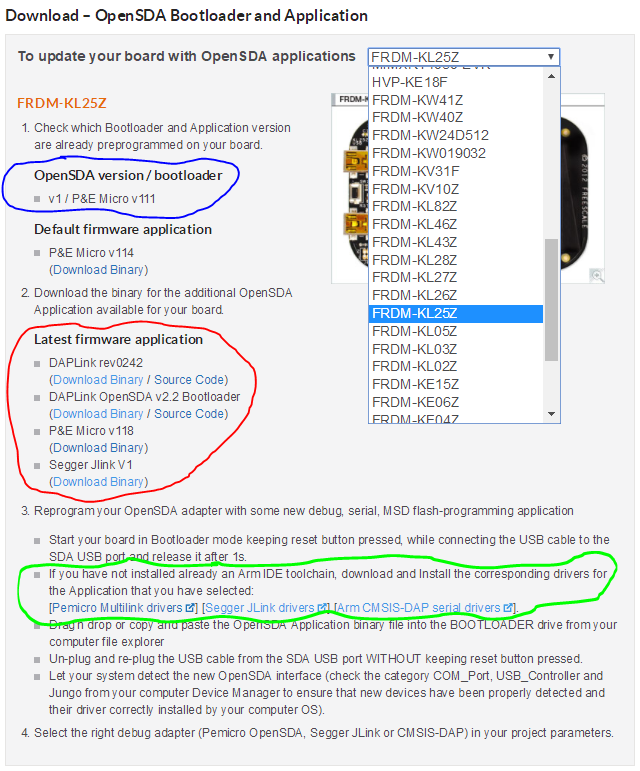 Download – OpenSDA Bootloader and Application
To update your board with OpenSDA applications
FRDM-KL25Z
HVP-KE18F
FRDM-KW41Z
FRDM-KW40Z
FRDM-KW24D512
FRDM-KW019032
FRDM-KV31F
FRDM-KV10Z
FRDM-KL82Z
FRDM-KL46Z
FRDM-KL43Z
FRDM-KL28Z
FRDM-KL27Z
FRDM-KL26Z
FRDM-KL25Z
FRDM-KL05Z
FRDM-KL03Z
FRDM-KL02Z
FRDM-KE15Z
FRDM-KE06Z
FRDM-KE04Z
FRDM-K
© 2012 FREESCALE
FRDM-KL25Z
1. Check which Bootloader and Application version
are already preprogrammed on your board.
OpenSDA version / bootloader
v1 / P&E Micro v111
Default firmware application
P&E Micro v114
(Download Binary)
2. Download the binary for the additional OpenSDA
Application available for your board.
Latest firmware application
DAPLink rev0242
(Download Binary / Source Code)
DAPLink OpenSDA v2.2 Bootloader
(Download Binary / Source Code)
P&E Micro v118
(Download Binary)
Segger Jlink V1
(Download Binary)
3. Reprogram your OpenSDA adapter with some new debug, serial, MSD flash-programming application
Start your board in Bootloader mode keeping reset button pressed, while connecting the USB cable to the
SDA USB port and release it after 1s.
If you have not installed already an Arm IDE toolchain, download and Install the corresponding drivers for
the Application that you have selected:
[Pemicro Multilink drivers] [Segger JLink drivers] [Arm CMSIS-DAP serial drivers].
Drag'n drop or copy and paste the OpenSDA Application binary file into the BOOTLOADER drive from your
computer file explorer
Un-plug and re-plug the USB cable from the SDA USB port WITHOUT keeping reset button pressed.
Let your system detect the new OpenSDA interface (check the category COM_Port, USB_Controller and
Jungo from your computer Device Manager to ensure that new devices have been properly detected and
their driver correctly installed by your computer OS).
4. Select the right debug adapter (Pemicro OpenSDA, Segger JLink or CMSIS-DAP) in your project parameters.